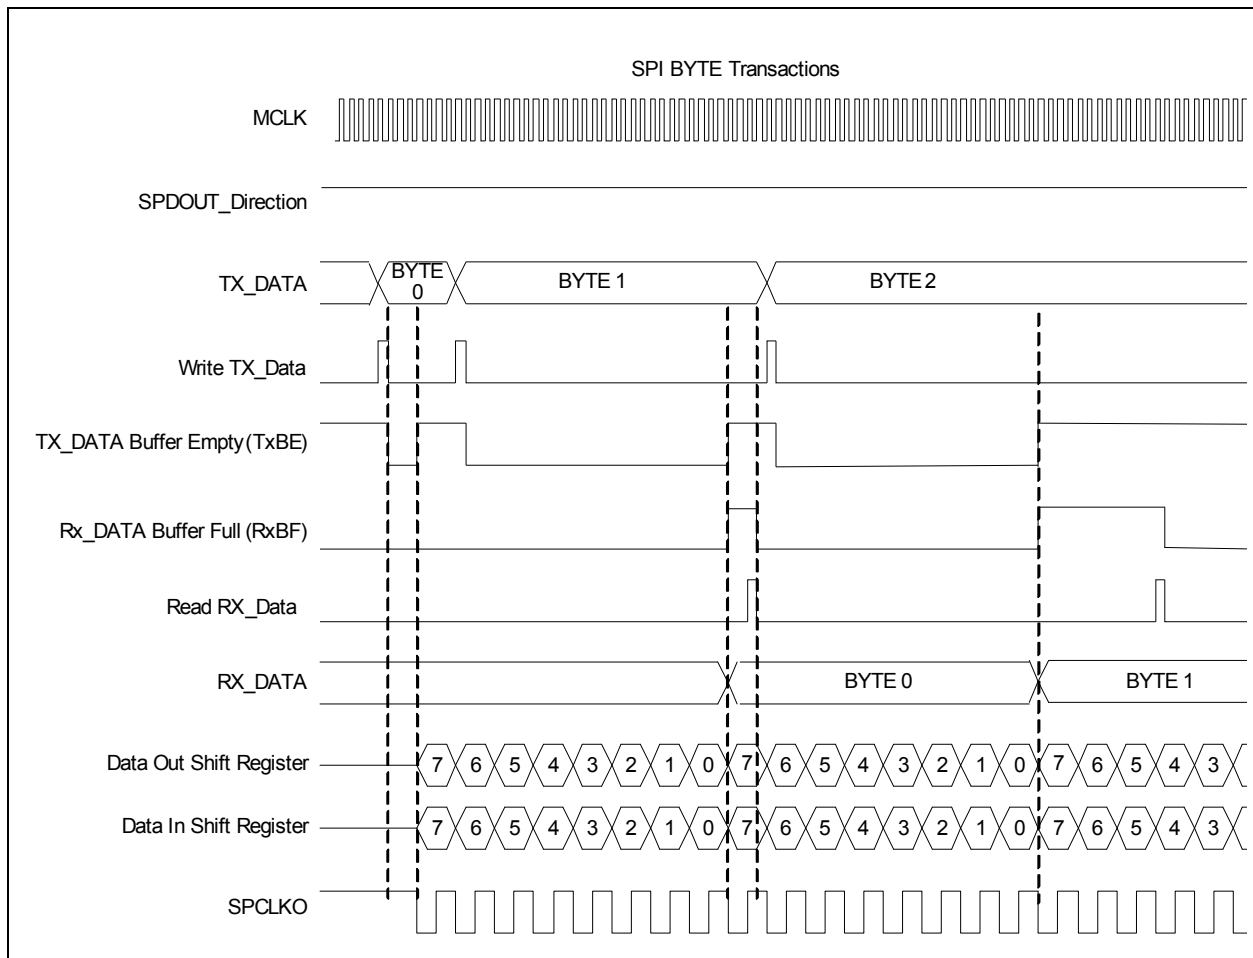 SPI BYTE Transactions
MCLK
SPDOUT_Direction
TX_DATA
BYTE
0
BYTE 1
BYTE 2
Write TX_Data
TX_DATA Buffer Empty (TxBE)
Rx_DATA Buffer Full (RxBF)
Read RX_Data
RX_DATA
BYTE 0
BYTE 1
Data Out Shift Register
7 6 5 4 3 2 1 0 7 6 5 4 3 2 1 0 7 6 5 4 3
Data In Shift Register
7 6 5 4 3 2 1 0 7 6 5 4 3 2 1 0 7 6 5 4 3
SPCLKO